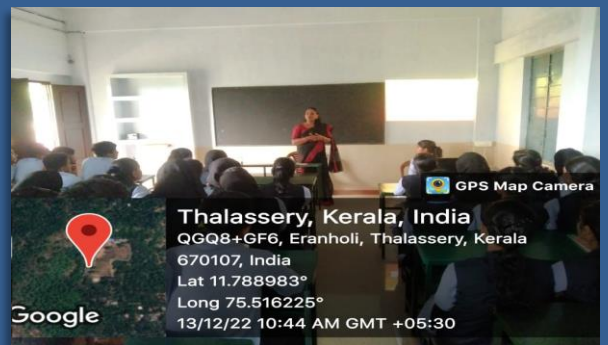 GPS Map Camera
Thalassery, Kerala, India
QGQ8+GF6, Eranholi, Thalassery, Kerala
670107, India
Lat 11.788983°
Long 75.516225°
13/12/22 10:44 AM GMT +05:30
Google